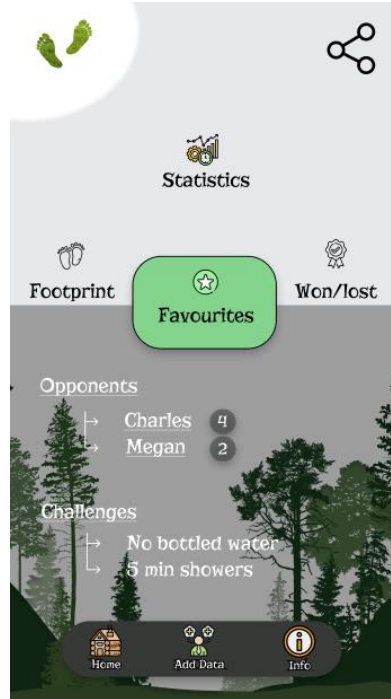 Statistics
Footprint
Favourites
Won/lost
Opponents
Charles 4
Megan 2
Challenges
No bottled water
5 min showers
Home Add Data Info